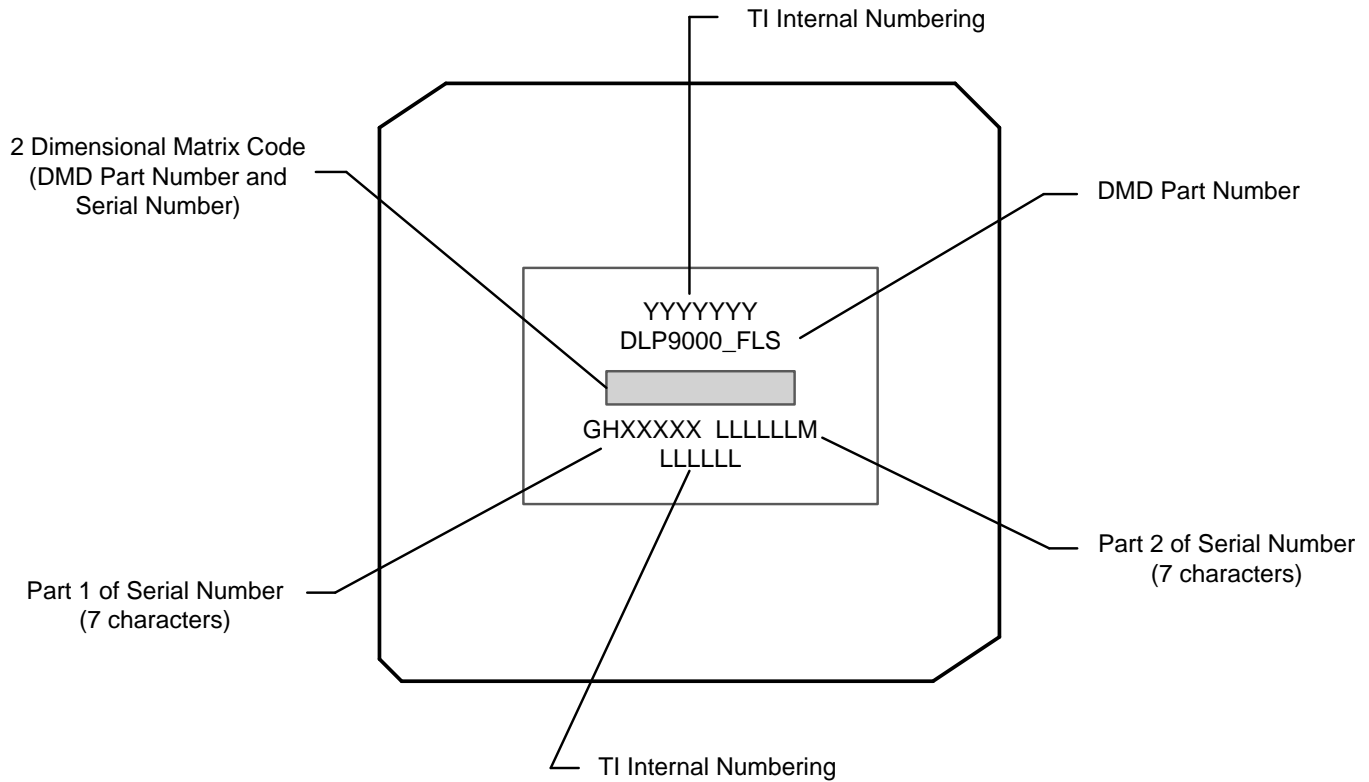 TI Internal Numbering
2 Dimensional Matrix Code
(DMD Part Number and
Serial Number)
DMD Part Number
YYYYYYY
DLP9000_FLS
GHXXXXX LLLLLLM
LLLLLL
Part 1 of Serial Number
(7 characters)
Part 2 of Serial Number
(7 characters)
TI Internal Numbering